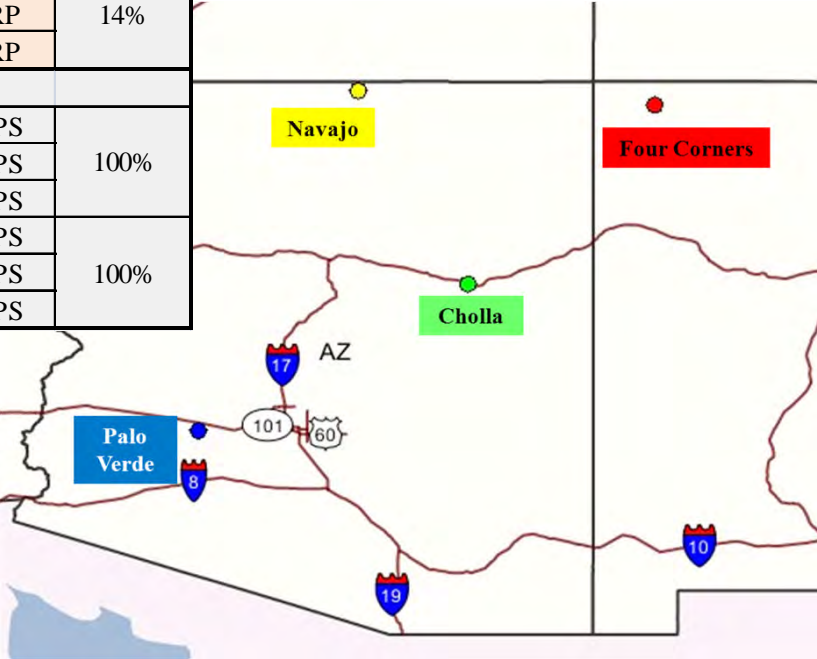 RP
14%
RP
PS
PS
100%
PS
PS
PS
100%
PS
Navajo
Four Corners
Cholla
17
AZ
Palo
Verde
101
60
8
10
19